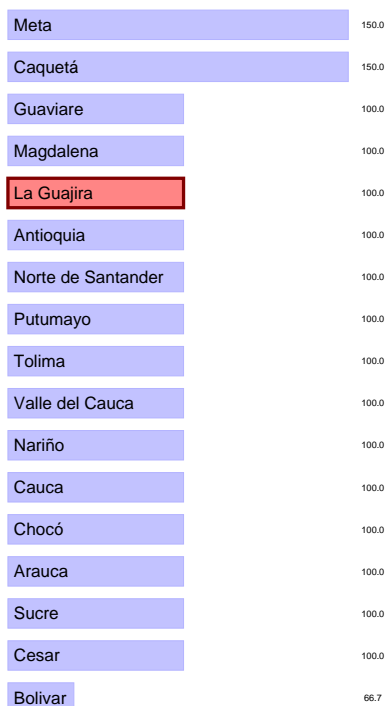 Meta 150.0
Caquetá 150.0
Guaviare 100.0
Magdalena 100.0
La Guajira 100.0
Antioquia 100.0
Norte de Santander 100.0
Putumayo 100.0
Tolima 100.0
Valle del Cauca 100.0
Nariño 100.0
Cauca 100.0
Chocó 100.0
Arauca 100.0
Sucre 100.0
Cesar 100.0
Bolivar 66.7